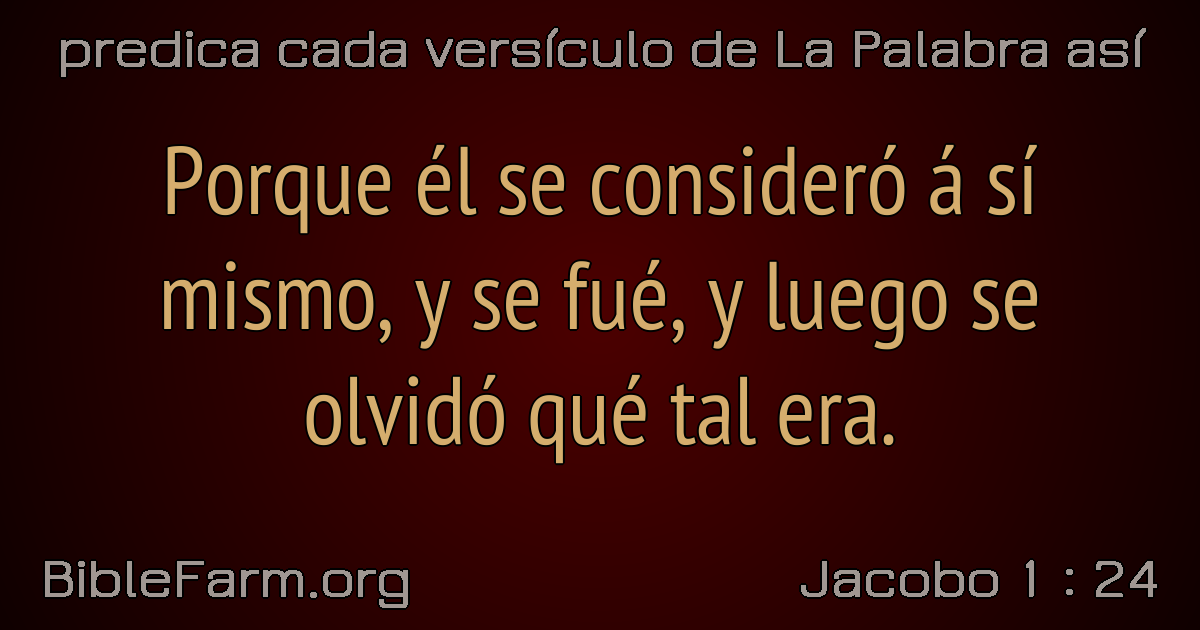 predica cada versículo de La Palabra así
Porque él se consideró á sí
mismo, y se fué, y luego se
olvidó qué tal era.
BibleFarm.org
Jacobo 1 : 24